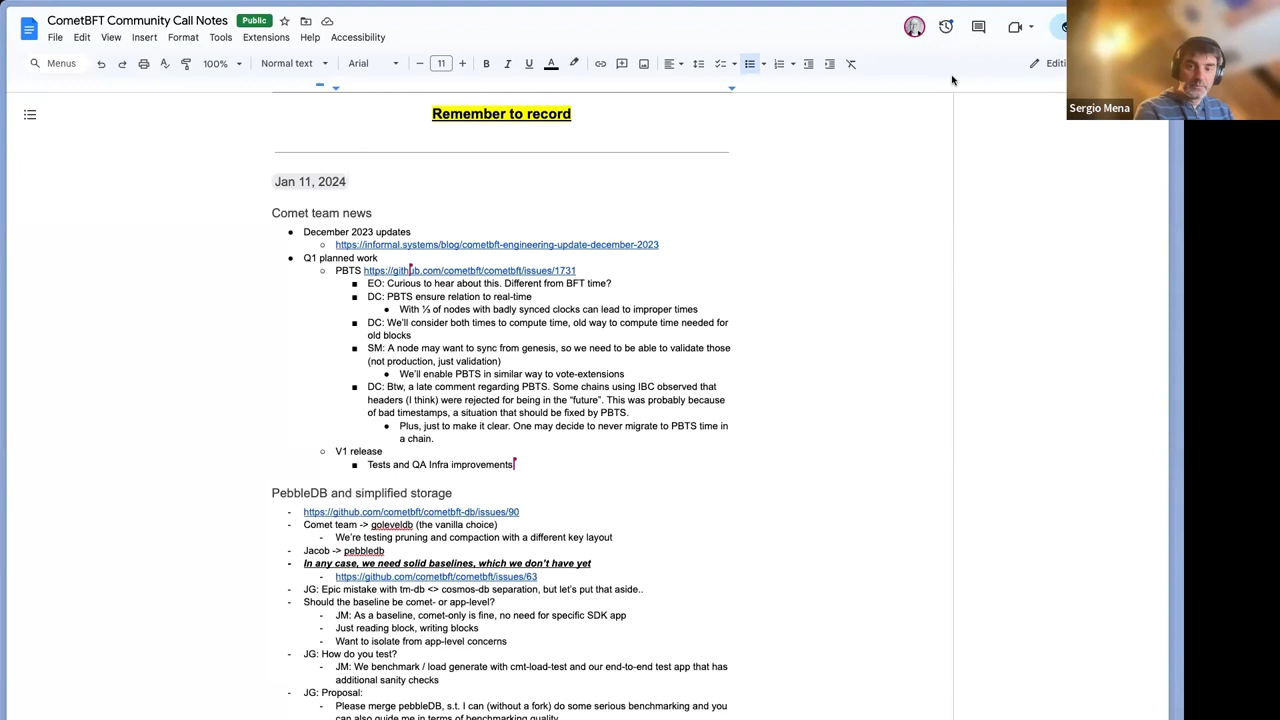 CometBFT Community Call Notes
Public
File Edit View Insert Format Tools Extensions Help Accessibility
Menus
100%
Normal text
Arial
11
Sergio Mena
Remember to record
Jan 11, 2024
Comet team news
December 2023 updates
https://informal.systems/blog/cometbft-engineering-update-december-2023
Q1 planned work
PBTS https://github.com/cometbft/cometbft/issues/1731
EO: Curious to hear about this. Different from BFT time?
DC: PBTS ensure relation to real-time
With ⅓ of nodes with badly synced clocks can lead to improper times
DC: We'll consider both times to compute time, old way to compute time needed for
old blocks
SM: A node may want to sync from genesis, so we need to be able to validate those
(not production, just validation)
We'll enable PBTS in similar way to vote-extensions
DC: Btw, a late comment regarding PBTS. Some chains using IBC observed that
headers (I think) were rejected for being in the "future". This was probably because
of bad timestamps, a situation that should be fixed by PBTS.
Plus, just to make it clear. One may decide to never migrate to PBTS time in
a chain.
V1 release
Tests and QA Infra improvements
PebbleDB and simplified storage
- https://github.com/cometbft/cometbft-db/issues/90
- Comet team -> goleveldb (the vanilla choice)
- We're testing pruning and compaction with a different key layout
- Jacob -> pebbledb
- In any case, we need solid baselines, which we don't have yet
- https://github.com/cometbft/cometbft/issues/63
- JG: Epic mistake with tm-db <> cosmos-db separation, but let's put that aside..
- Should the baseline be comet- or app-level?
- JM: As a baseline, comet-only is fine, no need for specific SDK app
- Just reading block, writing blocks
- Want to isolate from app-level concerns
- JG: How do you test?
- JM: We benchmark / load generate with cmt-load-test and our end-to-end test app that has
additional sanity checks
- JG: Proposal:
- Please merge pebbleDB, s.t. I can (without a fork) do some serious benchmarking and you
can also guide me in terms of benchmarking quality